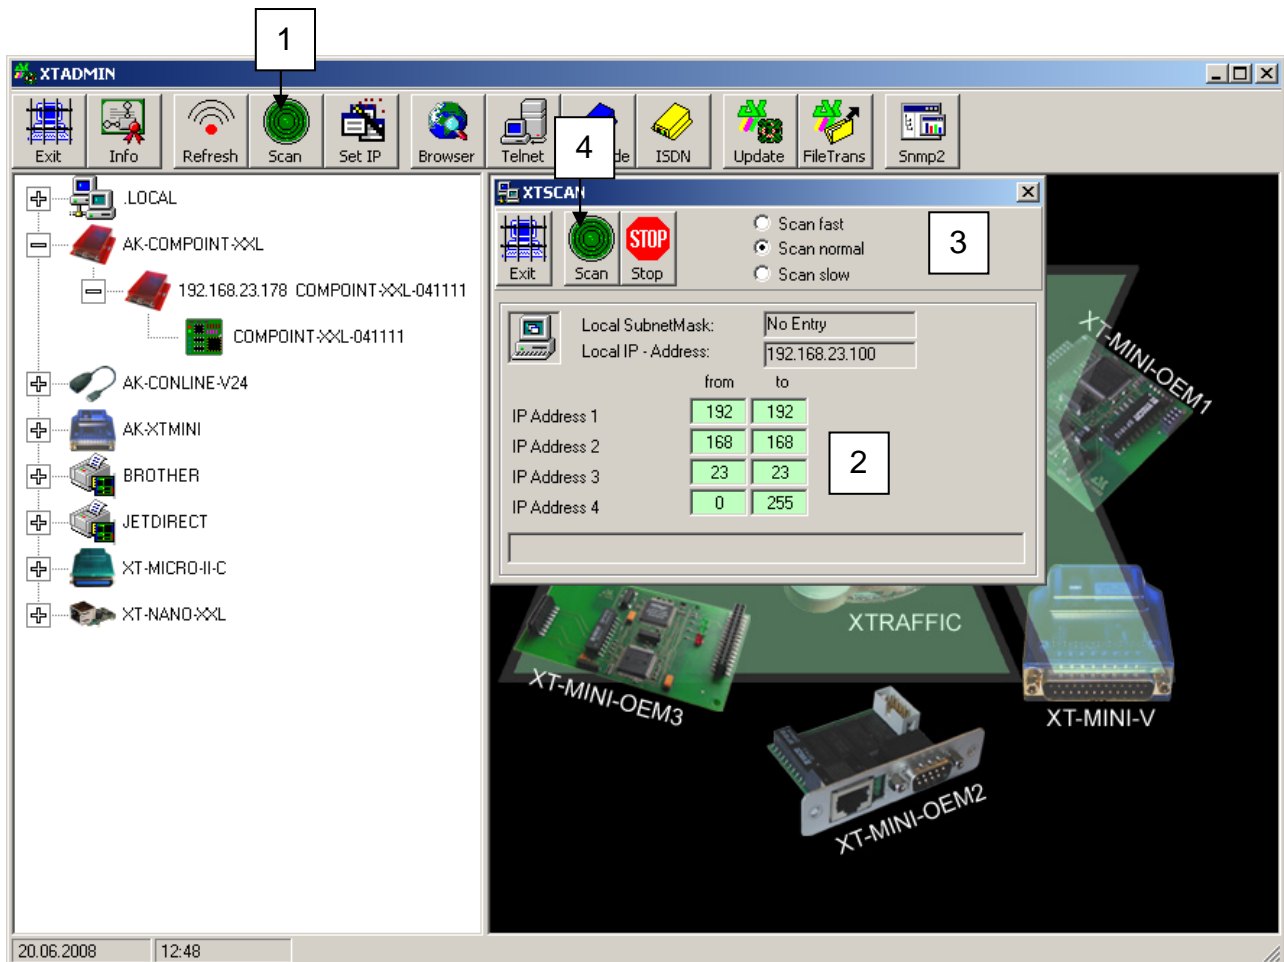 1
XTADMIN
Exit Info Refresh Scan Set IP Browser Telnet de ISDN Update FileTrans Snmp2
4
.LOCAL
AK-COMPOINT-XXL
192.168.23.178 COMPOINT-XXL-041111
COMPOINT-XXL-041111
AK-CONLINE-V24
AK-XTMINI
BROTHER
JETDIRECT
XT-MICRO-II-C
XT-NANO-XXL
XTSCAN
Exit Scan STOP Stop
Scan fast
Scan normal
Scan slow
3
Local SubnetMask: No Entry
Local IP - Address: 192.168.23.100
from to
IP Address 1 192 192
IP Address 2 168 168
IP Address 3 23 23
IP Address 4 0 255
2
XT-MINI-OEM1
XTRAFFIC
XT-MINI-OEM3
XT-MINI-V
XT-MINI-OEM2
20.06.2008 12:48